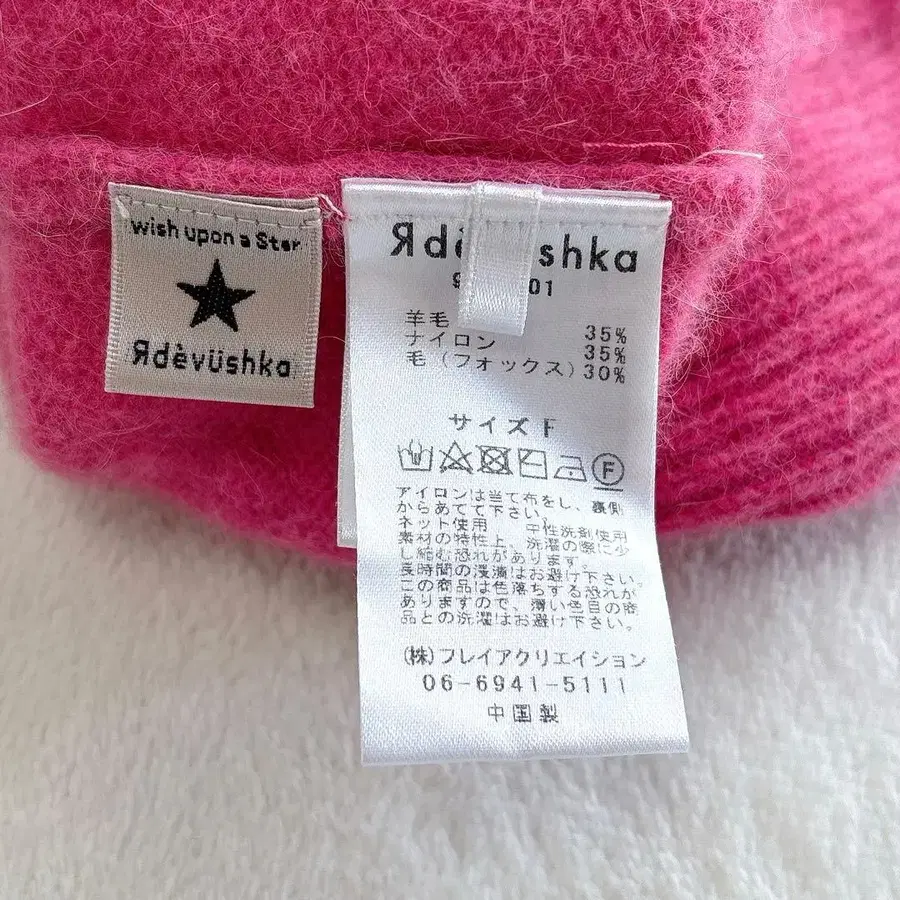 wish upon a Star
Яdèvüshka
Яdè shka
01
羊毛 35%
ナイロン 35%
毛(フォックス) 30%
サイズ F
F
アイロンは当て布をし、裏側
からあてて下さい。
ネット使用 中性洗剤使用
素材の特性上、洗濯の際に少
し縮む恐れがあります。
長時間の浸漬はお避け下さい。
この商品は色落ちする恐れが
ありますので、薄い色目の商
品との洗濯はお避け下さい。
(株)フレイアクリエイション
06-6941-5111
中国製